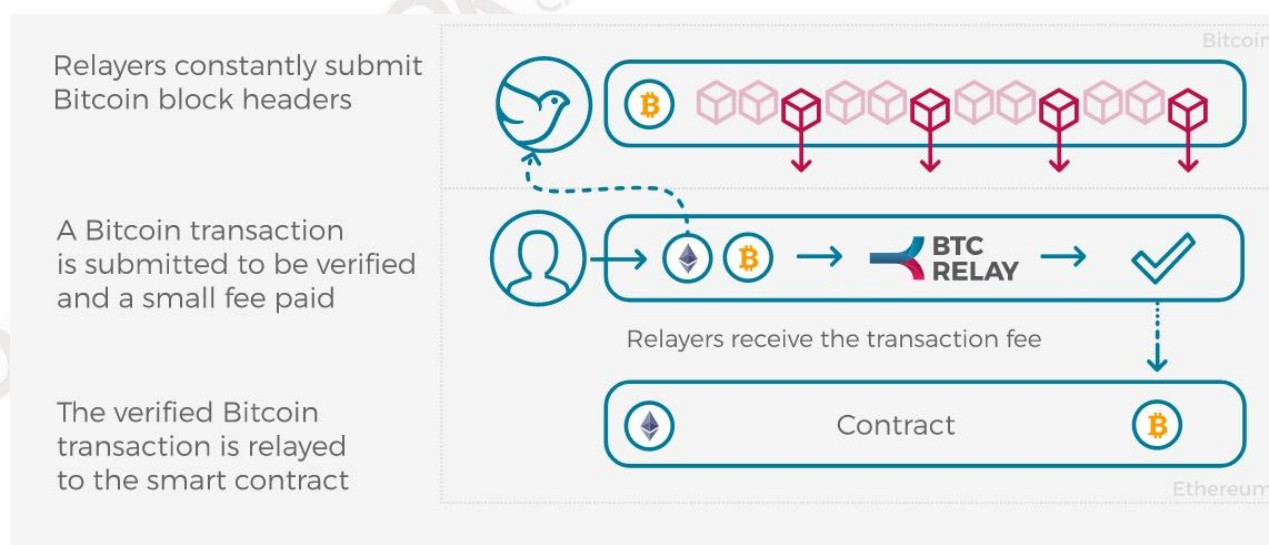 Bitcoin
Relayers constantly submit
Bitcoin block headers
A Bitcoin transaction
is submitted to be verified
and a small fee paid
BTC
RELAY
Relayers receive the transaction fee
The verified Bitcoin
transaction is relayed
to the smart contract
Contract
Ethereum